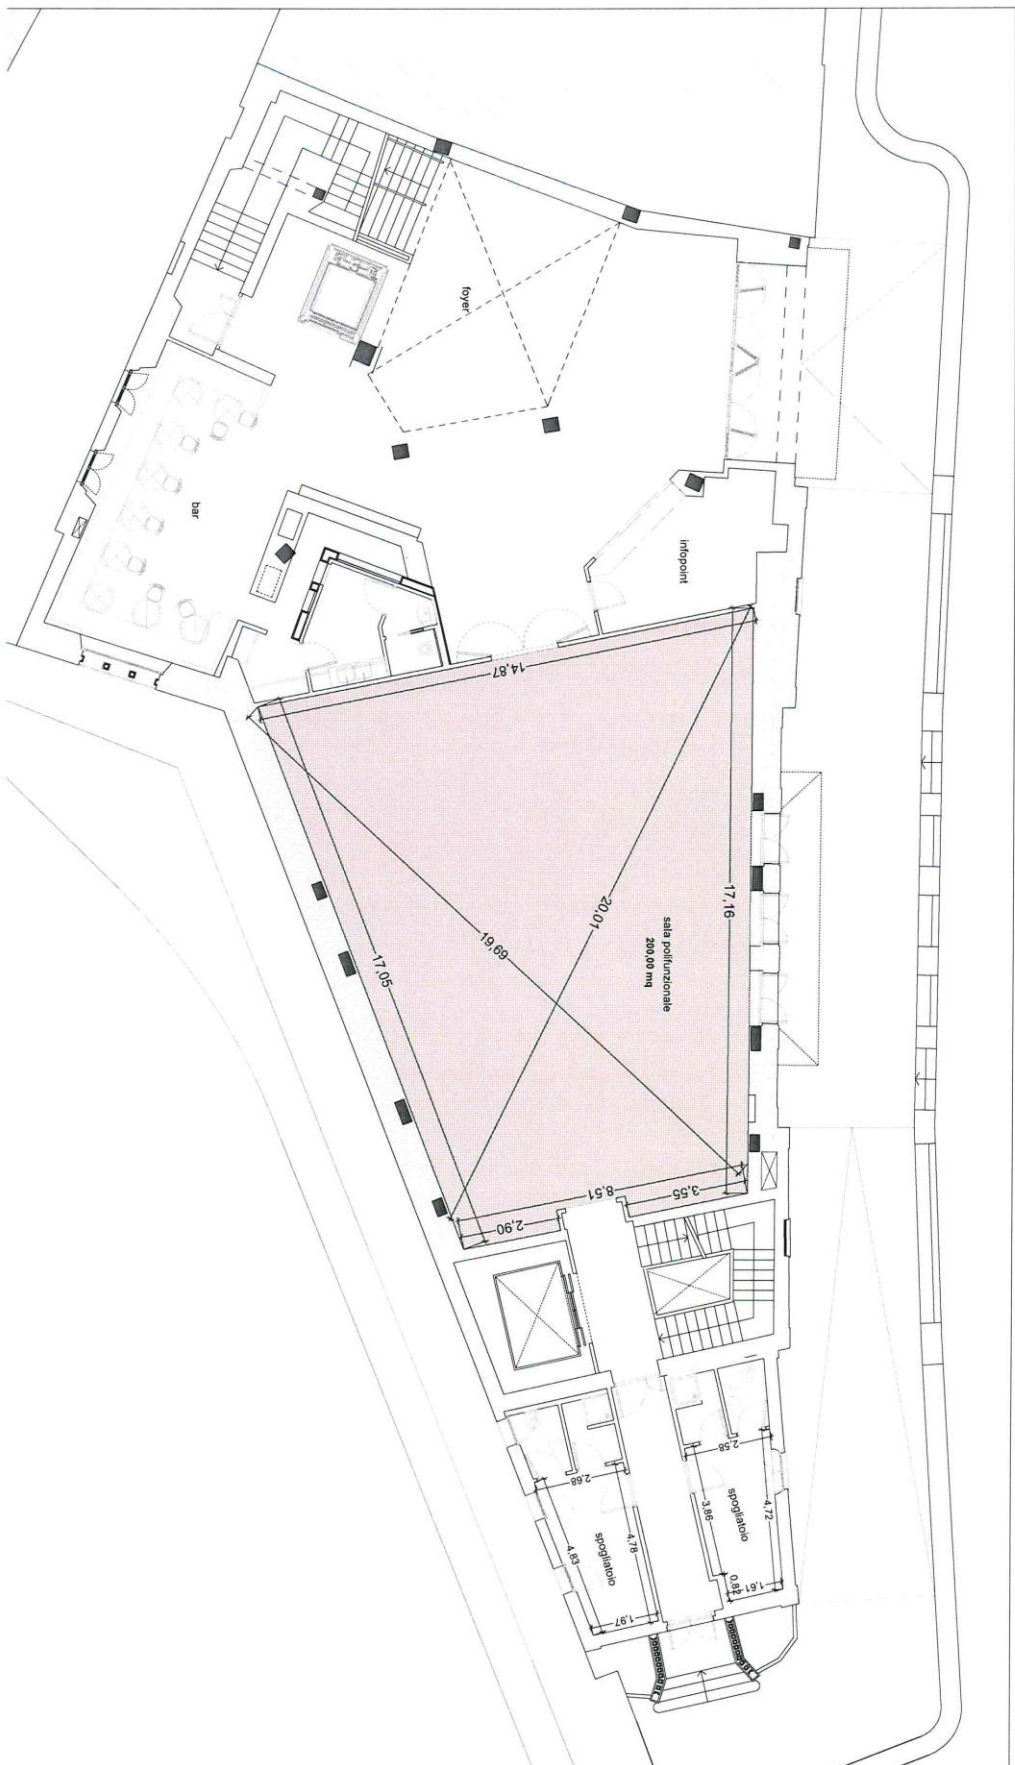 foyer
infopoint
bar
14,87
17,16
sala polifunzionale
200,00 mq
20,01
19,69
17,05
8,51
3,55
2,90
2,58
4,72
3,86
spogliatoio
0,82
1,61
2,68
4,78
4,83
spogliatoio
1,97